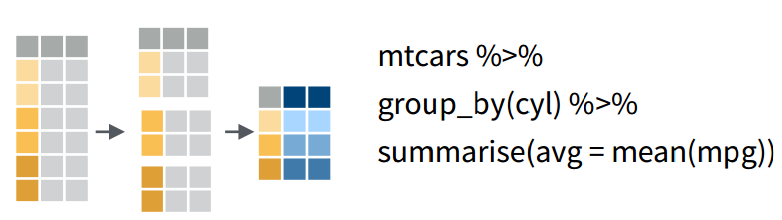 mtcars %>%
group_by(cyl) %>%
summarise(avg = mean(mpg))